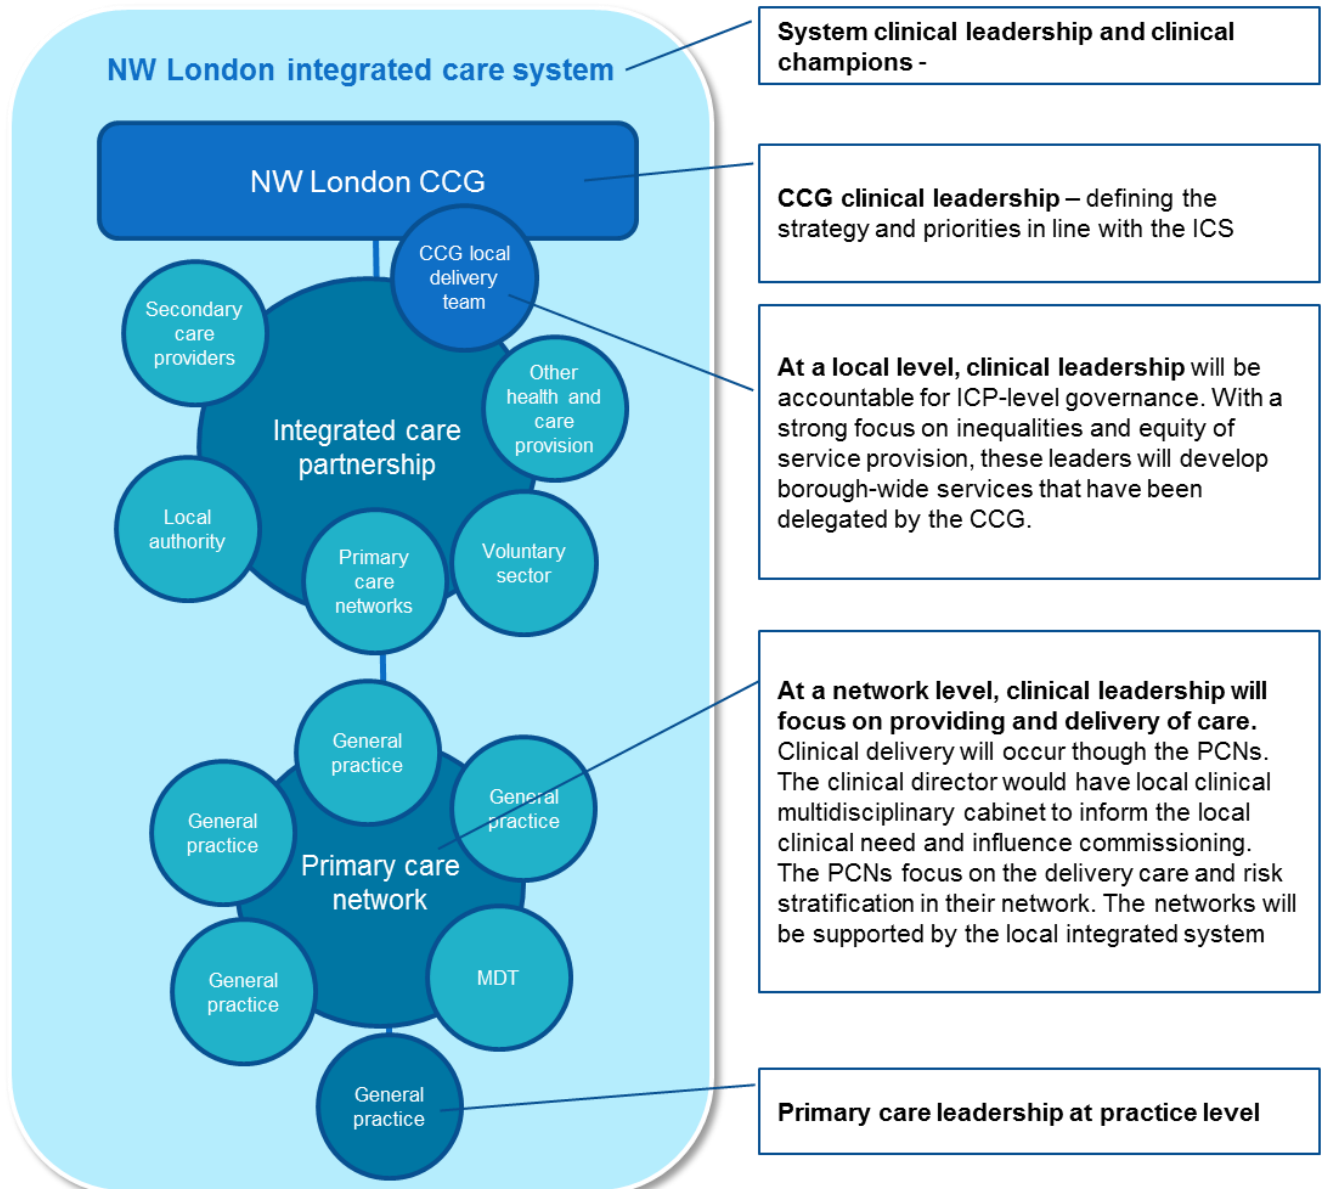 NW London integrated care system
NW London CCG
CCG local
delivery
team
Secondary
care
providers
Other
health and
care
provision
Integrated care
partnership
Local
authority
Primary
care
networks
Voluntary
sector
General
practice
General
practice
General
practice
Primary care
network
General
practice
MDT
General
practice
System clinical leadership and clinical
champions -
CCG clinical leadership – defining the
strategy and priorities in line with the ICS
At a local level, clinical leadership will be
accountable for ICP-level governance. With a
strong focus on inequalities and equity of
service provision, these leaders will develop
borough-wide services that have been
delegated by the CCG.
At a network level, clinical leadership will
focus on providing and delivery of care.
Clinical delivery will occur though the PCNs.
The clinical director would have local clinical
multidisciplinary cabinet to inform the local
clinical need and influence commissioning.
The PCNs focus on the delivery care and risk
stratification in their network. The networks will
be supported by the local integrated system
Primary care leadership at practice level